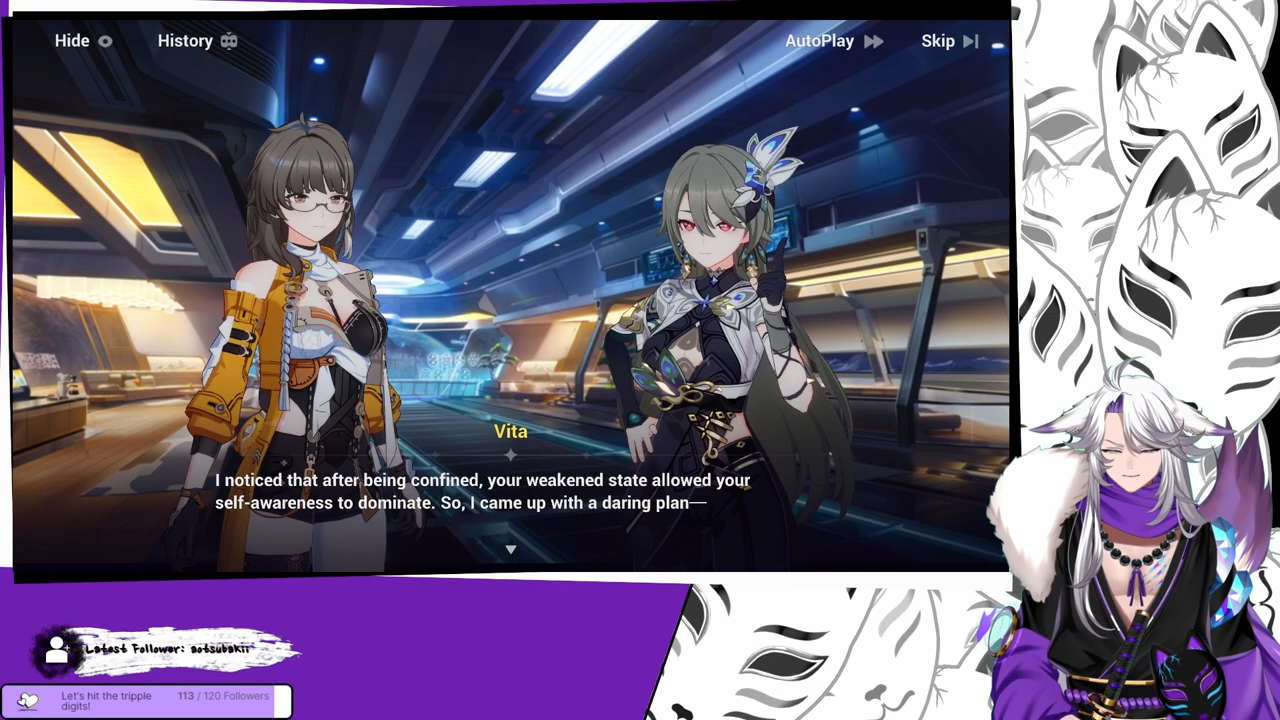 Hide
History
AutoPlay
Skip
Vita
I noticed that after being confined, your weakened state allowed your
self-awareness to dominate. So, I came up with a daring plan—
Latest Follower: aotsubakii
Let's hit the tripple
digits!
113 / 120 Followers